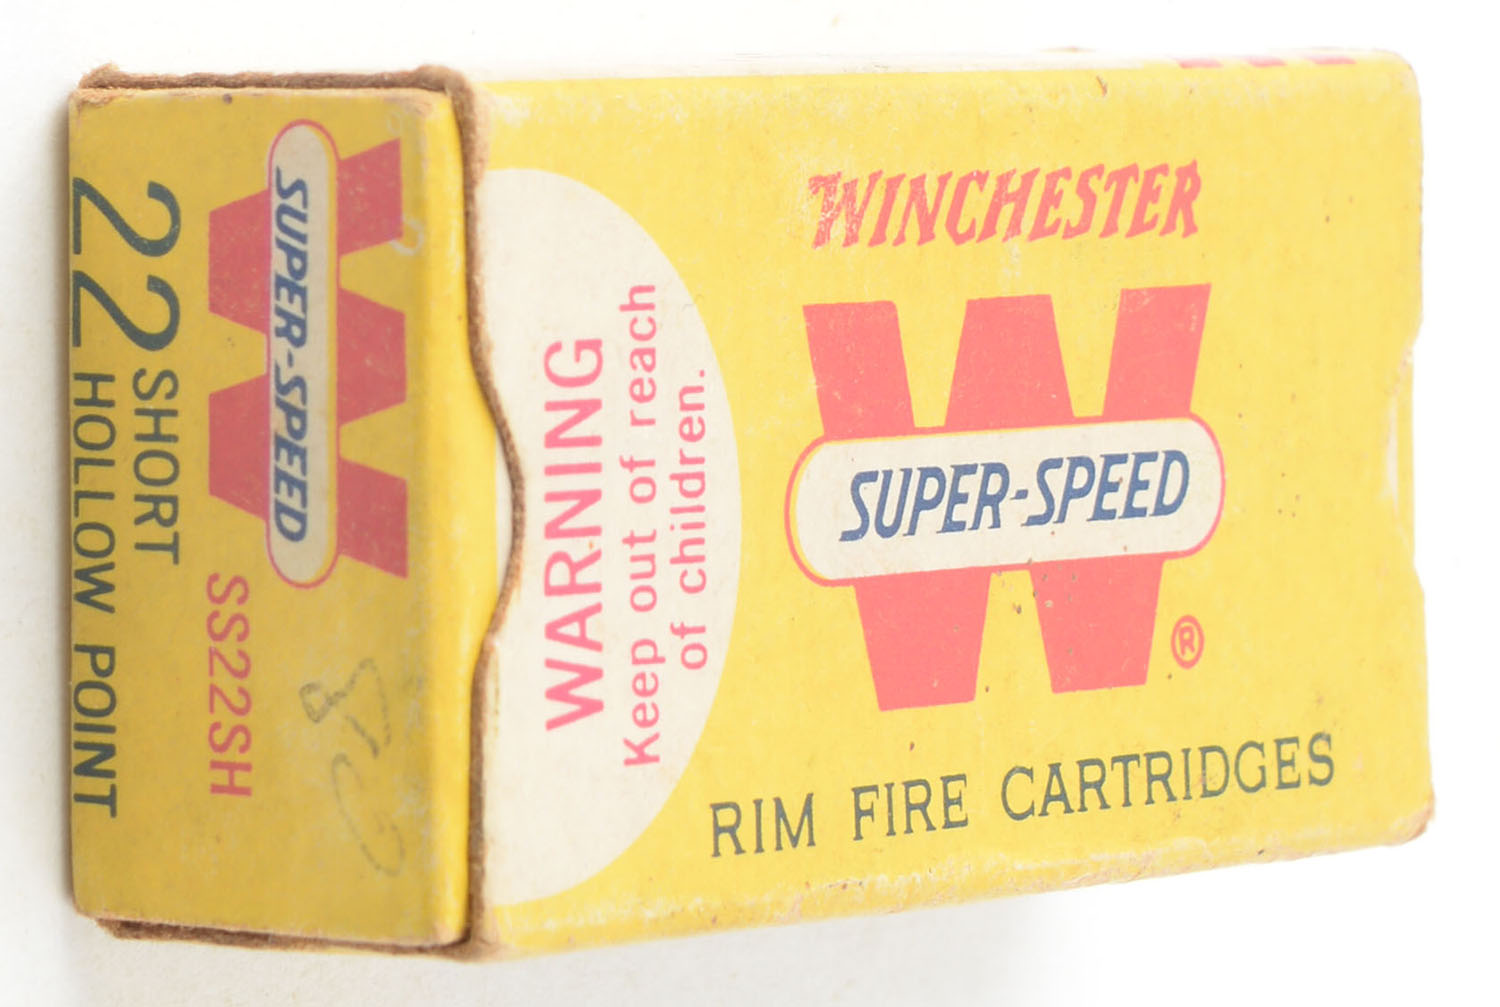 WINCHESTER
W
SUPER-SPEED
®
RIM FIRE CARTRIDGES
WARNING
Keep out of reach
of children.
W
SUPER-SPEED
SS22SH
22 SHORT
22 HOLLOW POINT